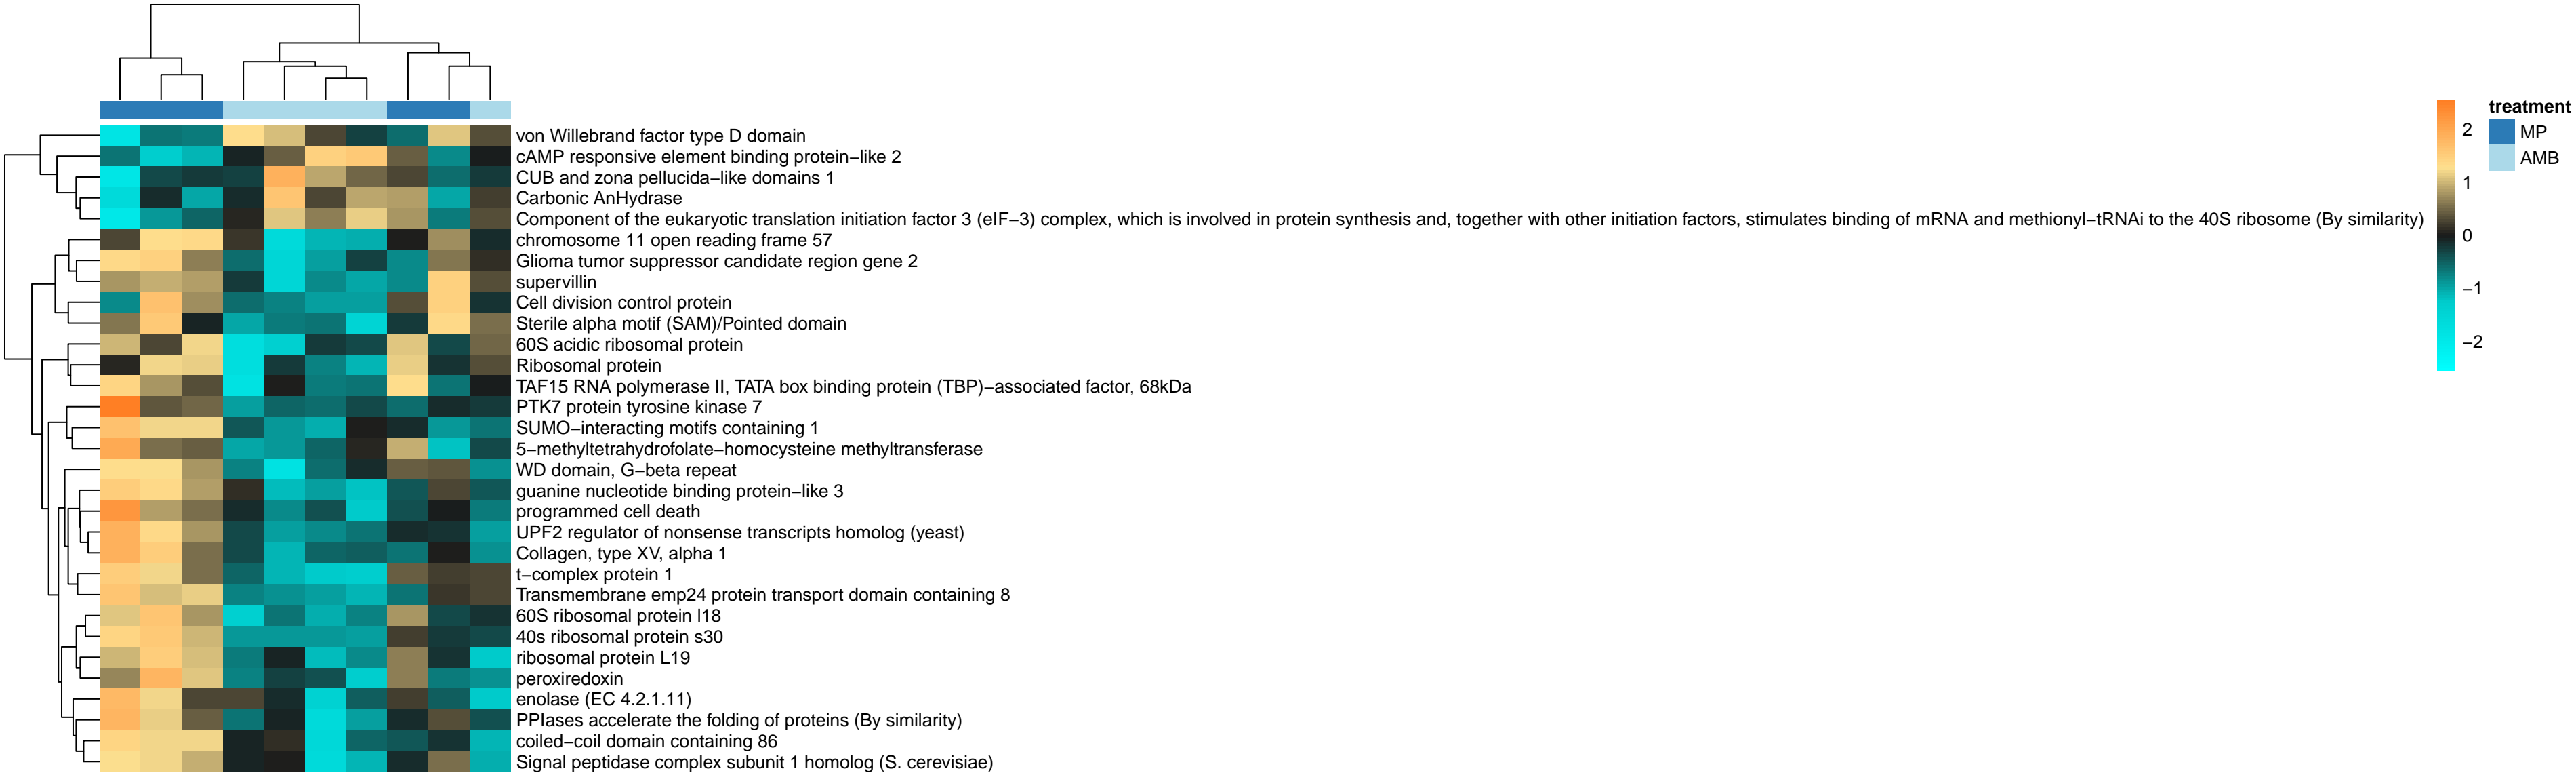 von Willebrand factor type D domain
cAMP responsive element binding protein−like 2
CUB and zona pellucida−like domains 1
Carbonic AnHydrase
Component of the eukaryotic translation initiation factor 3 (eIF−3) complex, which is involved in protein synthesis and, together with other initiation factors, stimulates binding of mRNA and methionyl−tRNAi to the 40S ribosome (By similarity)
chromosome 11 open reading frame 57
Glioma tumor suppressor candidate region gene 2
supervillin
Cell division control protein
Sterile alpha motif (SAM)/Pointed domain
60S acidic ribosomal protein
Ribosomal protein
TAF15 RNA polymerase II, TATA box binding protein (TBP)−associated factor, 68kDa
PTK7 protein tyrosine kinase 7
SUMO−interacting motifs containing 1
5−methyltetrahydrofolate−homocysteine methyltransferase
WD domain, G−beta repeat
guanine nucleotide binding protein−like 3
programmed cell death
UPF2 regulator of nonsense transcripts homolog (yeast)
Collagen, type XV, alpha 1
t−complex protein 1
Transmembrane emp24 protein transport domain containing 8
60S ribosomal protein l18
40s ribosomal protein s30
ribosomal protein L19
peroxiredoxin
enolase (EC 4.2.1.11)
PPIases accelerate the folding of proteins (By similarity)
coiled−coil domain containing 86
Signal peptidase complex subunit 1 homolog (S. cerevisiae)
2
1
0
−1
−2
treatment
MP
AMB